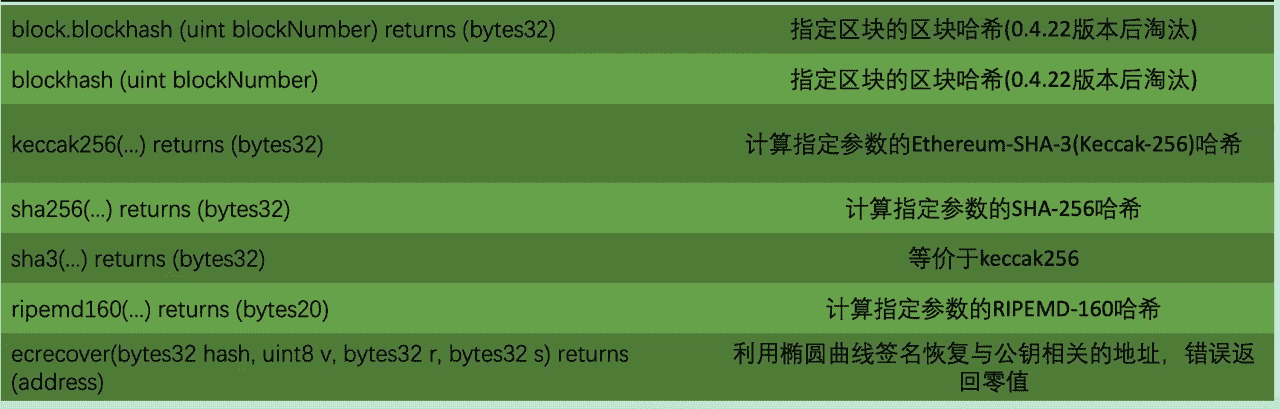 block.blockhash (uint blockNumber) returns (bytes32) 指定区块的区块哈希(0.4.22版本后淘汰)
blockhash (uint blockNumber) 指定区块的区块哈希(0.4.22版本后淘汰)
keccak256(...) returns (bytes32) 计算指定参数的Ethereum-SHA-3(Keccak-256)哈希
sha256(...) returns (bytes32) 计算指定参数的SHA-256哈希
sha3(...) returns (bytes32) 等价于keccak256
ripemd160(...) returns (bytes20) 计算指定参数的RIPEMD-160哈希
ecrecover(bytes32 hash, uint8 v, bytes32 r, bytes32 s) returns
(address)
利用椭圆曲线签名恢复与公钥相关的地址，错误返
回零值